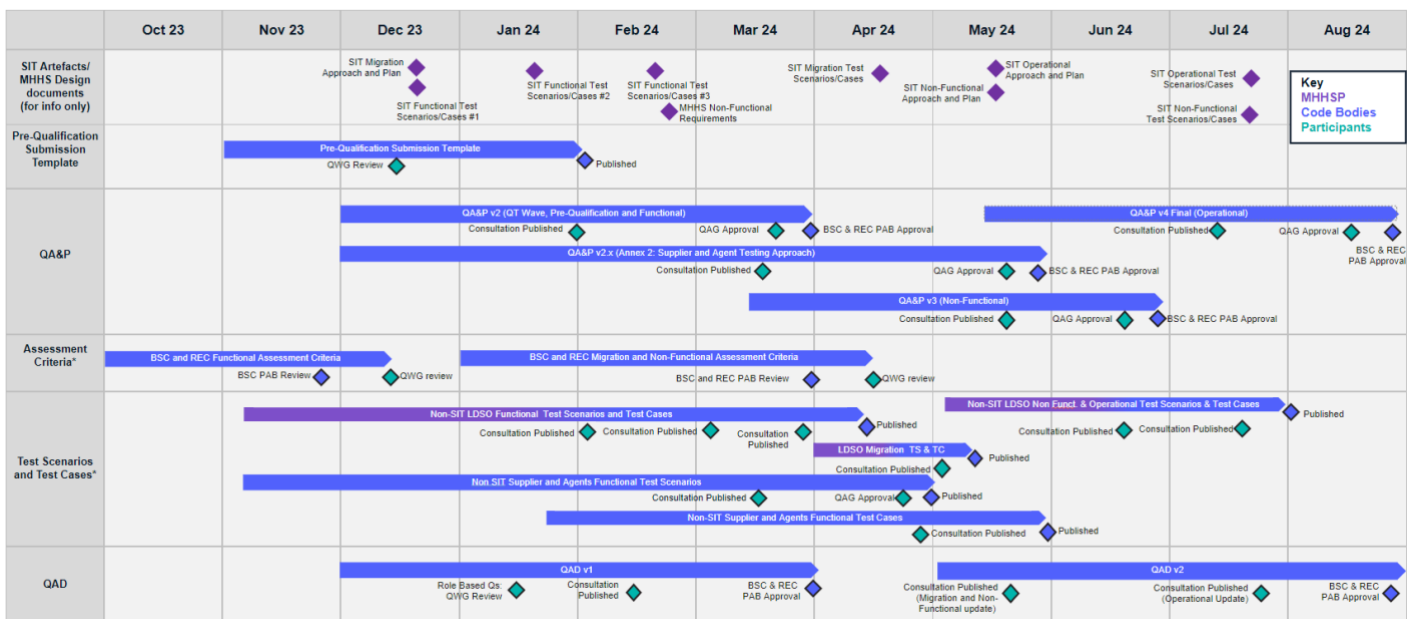 Oct 23
Nov 23
Dec 23
Jan 24
Feb 24
Mar 24
Apr 24
May 24
Jun 24
Jul 24
Aug 24
SIT Artefacts/
MHHS Design
documents
(for info only)
SIT Migration
Approach and Plan
SIT Functional Test
Scenarios/Cases #1
SIT Functional Test
Scenarios/Cases #2
SIT Functional Test
Scenarios/Cases #3
MHHS Non-Functional
Requirements
SIT Migration Test
Scenarios/Cases
SIT Operational
Approach and Plan
SIT Non-Functional
Approach and Plan
SIT Operational Test
Scenarios/Cases
SIT Non-Functional
Test Scenarios/Cases
Key
MHHSP
Code Bodies
Participants
Pre-Qualification
Submission
Template
Pre-Qualification Submission Template
QWG Review
Published
QA&P
QA&P v2 (QT Wave, Pre-Qualification and Functional)
Consultation Published
QAG Approval
BSC & REC PAB Approval
QA&P v4 Final (Operational)
Consultation Published
QAG Approval
BSC & REC
PAB Approval
QA&P v2.x (Annex 2: Supplier and Agent Testing Approach)
Consultation Published
QAG Approval
BSC & REC PAB Approval
QA&P v3 (Non-Functional)
Consultation Published
QAG Approval
BSC & REC PAB Approval
Assessment
Criteria*
BSC and REC Functional Assessment Criteria
BSC PAB Review
QWG review
BSC and REC Migration and Non-Functional Assessment Criteria
BSC and REC PAB Review
QWG review
Test Scenarios
and Test Cases*
Non-SIT LDSO Functional Test Scenarios and Test Cases
Consultation Published
Consultation Published
Consultation
Published
Published
Non-SIT LDSO Non Funct. & Operational Test Scenarios & Test Cases
Consultation Published
Consultation Published
Published
LDSO Migration TS & TC
Consultation Published
Published
Non SIT Supplier and Agents Functional Test Scenarios
Consultation Published
QAG Approval
Published
Non-SIT Supplier and Agents Functional Test Cases
Consultation Published
Published
QAD
QAD v1
Role Based Qs:
QWG Review
Consultation
Published
BSC & REC
PAB Approval
QAD v2
Consultation Published
(Migration and Non-
Functional update)
Consultation Published
(Operational Update)
BSC & REC
PAB Approval